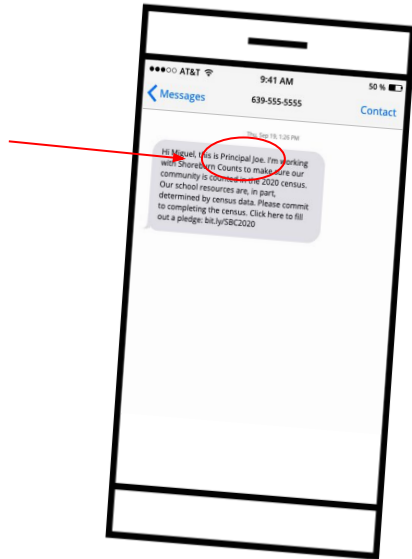 AT&T 9:41 AM 50 %
Messages 639-555-5555 Contact
Thu, Sep 19, 1:26 PM
Hi Miguel, this is Principal Joe. I'm working
with Shoreburn Counts to make sure our
community is counted in the 2020 census.
Our school resources are, in part,
determined by census data. Please commit
to completing the census. Click here to fill
out a pledge: bit.ly/SBC2020